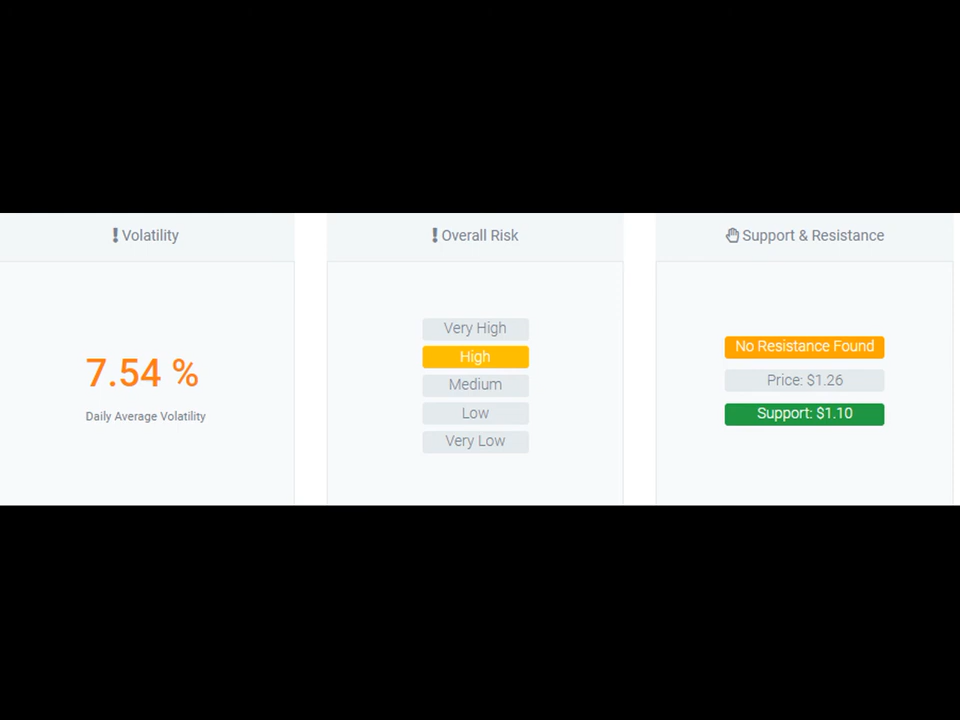 Volatility
7.54 %
Daily Average Volatility
Overall Risk
Very High
High
Medium
Low
Very Low
Support & Resistance
No Resistance Found
Price: $1.26
Support: $1.10